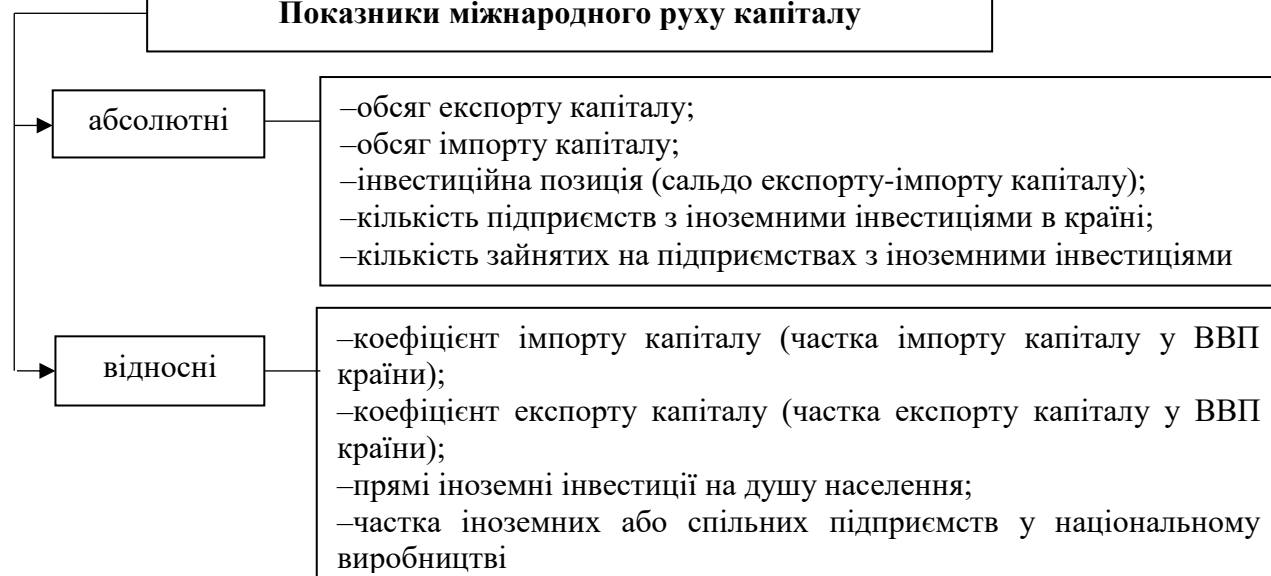 Показники міжнародного руху капіталу
абсолютні
–обсяг експорту капіталу;
–обсяг імпорту капіталу;
–інвестиційна позиція (сальдо експорту-імпорту капіталу);
–кількість підприємств з іноземними інвестиціями в країні;
–кількість зайнятих на підприємствах з іноземними інвестиціями
відносні
–коефіцієнт імпорту капіталу (частка імпорту капіталу у ВВП
країни);
–коефіцієнт експорту капіталу (частка експорту капіталу у ВВП
країни);
–прямі іноземні інвестиції на душу населення;
–частка іноземних або спільних підприємств у національному
виробництві